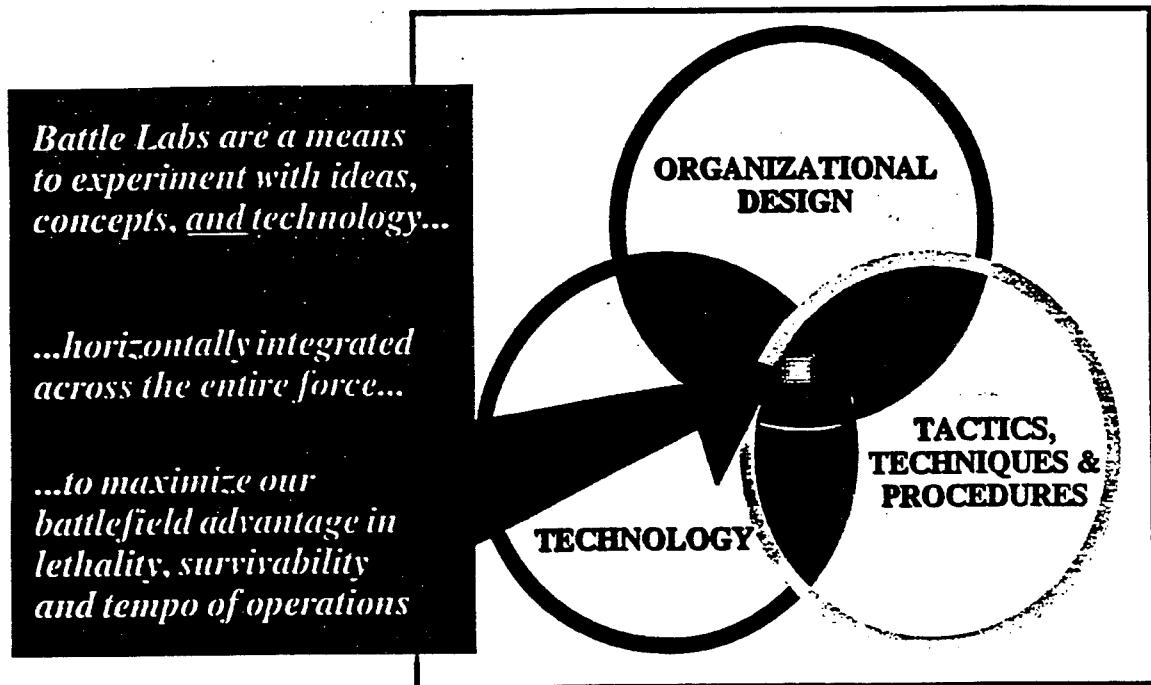 Battle Labs are a means
to experiment with ideas,
concepts, and technology...
...horizontally integrated
across the entire force...
...to maximize our
battlefield advantage in
lethality, survivability
and tempo of operations
ORGANIZATIONAL
DESIGN
TACTICS,
TECHNIQUES &
PROCEDURES
TECHNOLOGY